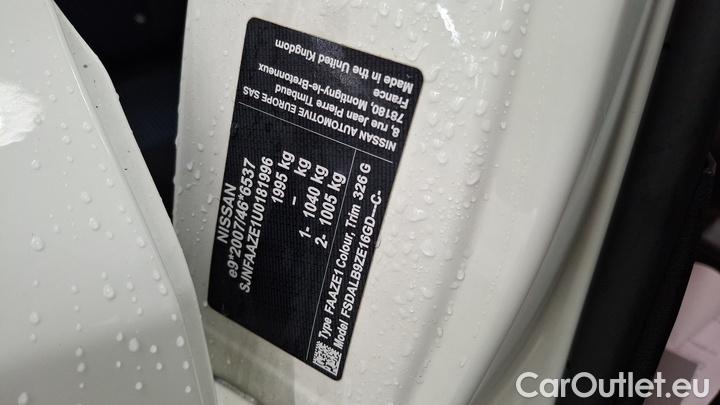 NISSAN AUTOMOTIVE EUROPE SAS
8, rue Jean Pierre Timbaud
78180, Montigny-le-Bretonneux
France
Made in the United Kingdom
NISSAN
e9*2007/46*6537
SJNFAAZE1U0181996
1995 kg
- kg
1- 1040 kg
2- 1005 kg
Type FAAZE1 Colour, Trim 326 G
Model FSDALB9ZE16GD---C-
CarOutlet.eu